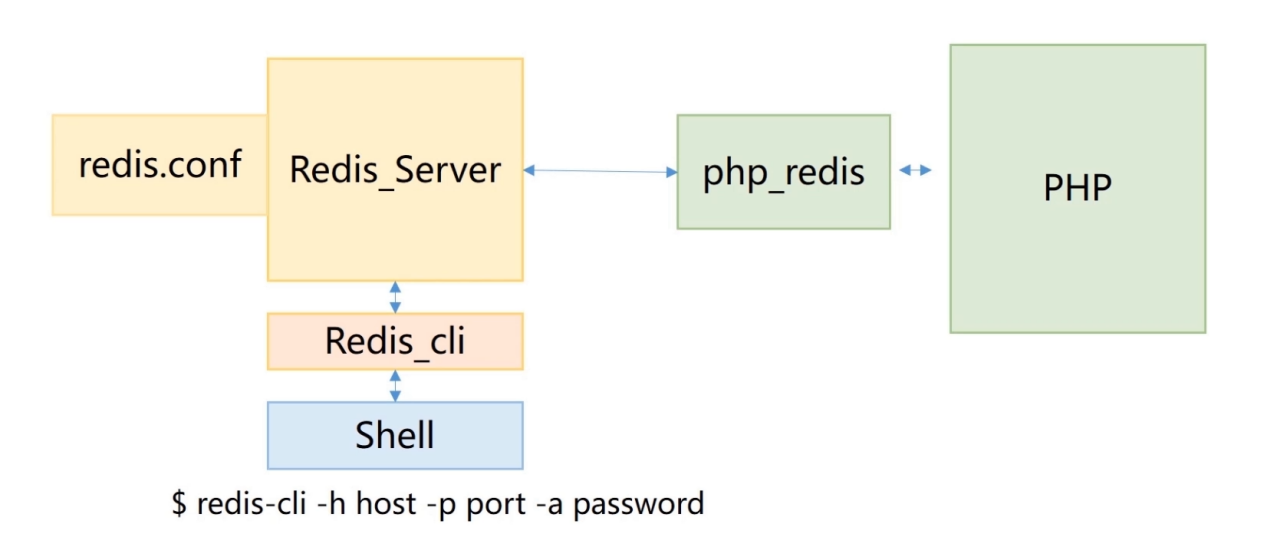 redis.conf
Redis_Server
php_redis
PHP
Redis_cli
Shell
$ redis-cli -h host -p port -a password